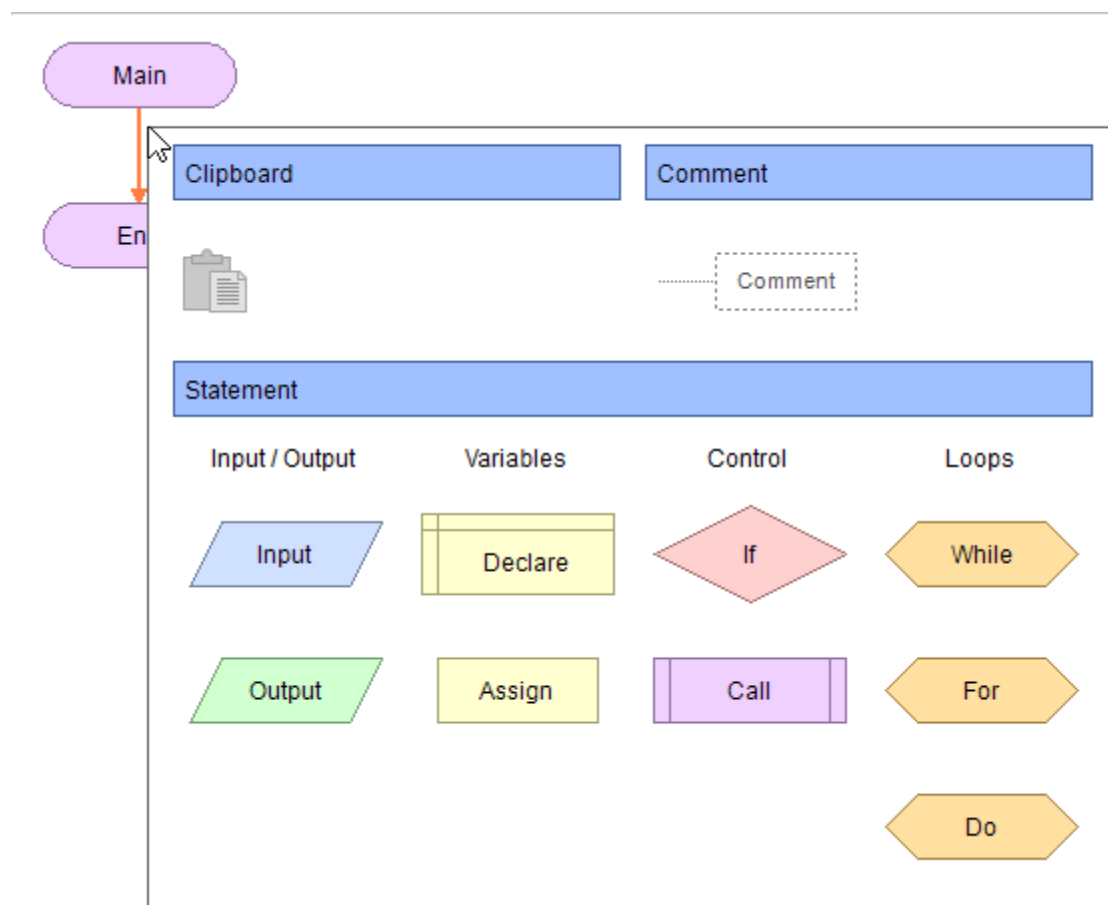 Main
En
Clipboard
Comment
Comment
Statement
Input / Output
Variables
Control
Loops
Input
Declare
If
While
Output
Assign
Call
For
Do